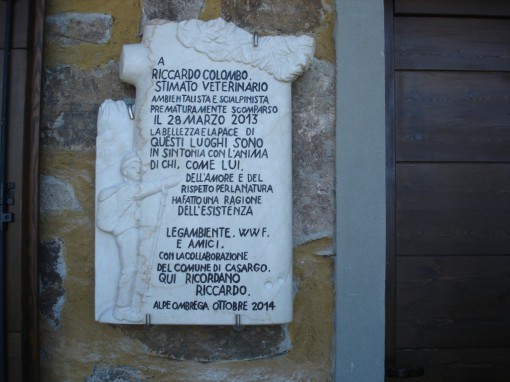 A
RICCARDO COLOMBO.
STIMATO VETERINARIO
AMBIENTALISTA E SCIALPINISTA
PREMATURAMENTE SCOMPARSO
IL 28 MARZO 2013
LA BELLEZZA E LA PACE DI
QUESTI LUOGHI SONO
IN SINTONIA CON L'ANIMA
DI CHI, COME LUI.
DELL'AMORE E DEL
RISPETTO PER LA NATURA
HA FATTO UNA RAGIONE
DELL'ESISTENZA
LEGAMBIENTE. W.W.F.
E AMICI.
CON LA COLLABORAZIONE
DEL COMUNE DI CASARGO.
QUI RICORDANO
RICCARDO.
ALPE OMBREGA OTTOBRE 2014